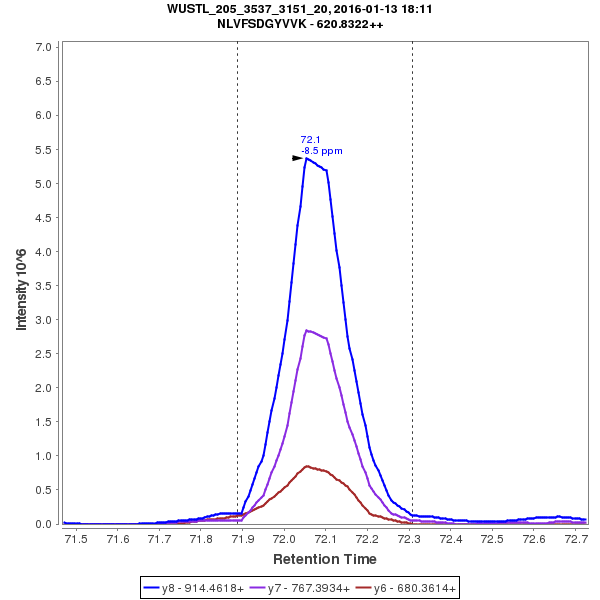 WUSTL_205_3537_3151_20, 2016-01-13 18:11
NLVFSDGYVVK - 620.8322++
7.0
6.5
6.0
5.5
5.0
4.5
4.0
3.5
3.0
2.5
2.0
1.5
1.0
0.5
0.0
Intensity 10^6
72.1
-8.5 ppm
71.5 71.6 71.7 71.8 71.9 72.0 72.1 72.2 72.3 72.4 72.5 72.6 72.7
Retention Time
y8 - 914.4618+ y7 - 767.3934+ y6 - 680.3614+